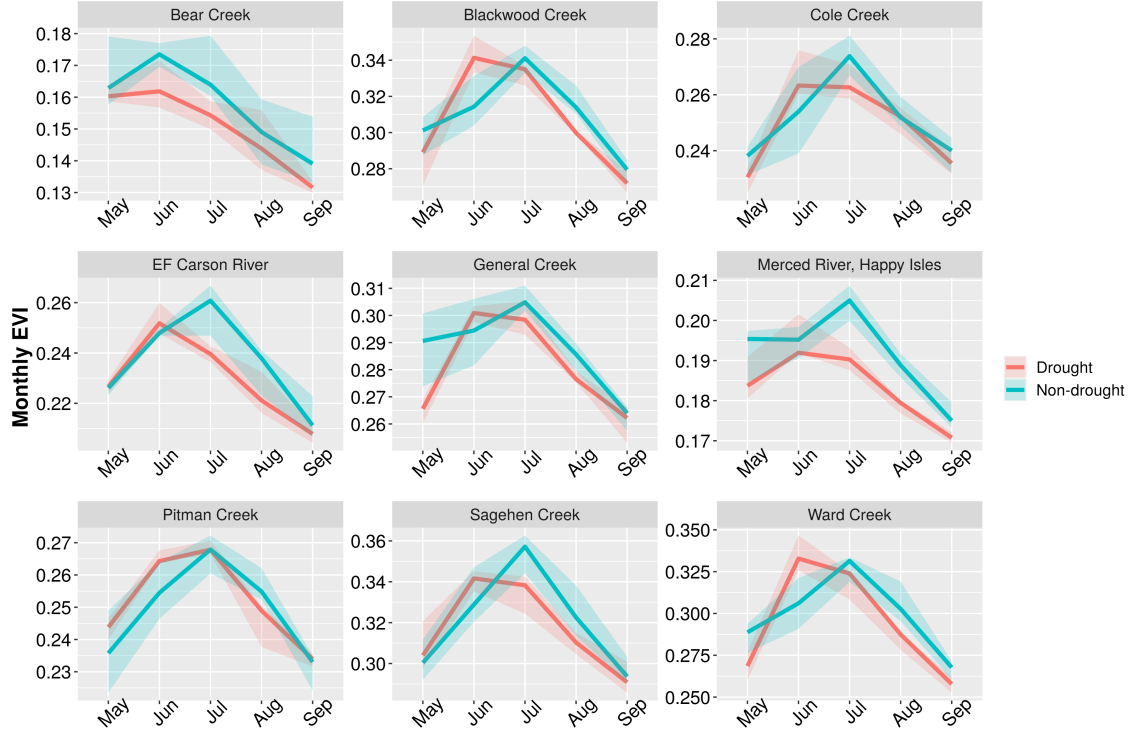 Bear Creek
Blackwood Creek
Cole Creek
0.18
0.17
0.16
0.15
0.14
0.13
0.34
0.32
0.30
0.28
0.28
0.26
0.24
May Jun Jul Aug Sep
May Jun Jul Aug Sep
May Jun Jul Aug Sep
EF Carson River
General Creek
Merced River, Happy Isles
Monthly EVI
0.26
0.24
0.22
0.31
0.30
0.29
0.28
0.27
0.26
0.21
0.20
0.19
0.18
0.17
Drought
Non-drought
May Jun Jul Aug Sep
May Jun Jul Aug Sep
May Jun Jul Aug Sep
Pitman Creek
Sagehen Creek
Ward Creek
0.27
0.26
0.25
0.24
0.23
0.36
0.34
0.32
0.30
0.350
0.325
0.300
0.275
0.250
May Jun Jul Aug Sep
May Jun Jul Aug Sep
May Jun Jul Aug Sep